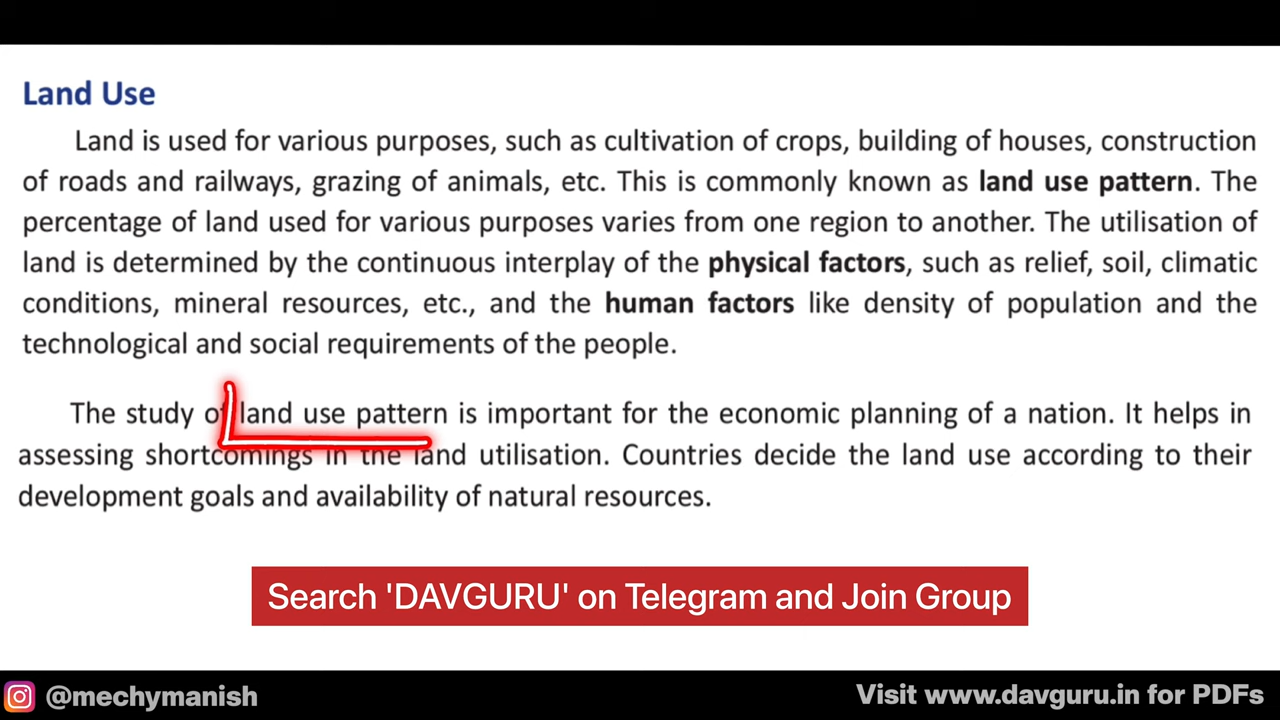 Land Use
Land is used for various purposes, such as cultivation of crops, building of houses, construction
of roads and railways, grazing of animals, etc. This is commonly known as land use pattern. The
percentage of land used for various purposes varies from one region to another. The utilisation of
land is determined by the continuous interplay of the physical factors, such as relief, soil, climatic
conditions, mineral resources, etc., and the human factors like density of population and the
technological and social requirements of the people.
The study of land use pattern is important for the economic planning of a nation. It helps in
assessing shortcomings in the land utilisation. Countries decide the land use according to their
development goals and availability of natural resources.
Search 'DAVGURU' on Telegram and Join Group
@mechymanish
Visit www.davguru.in for PDFs